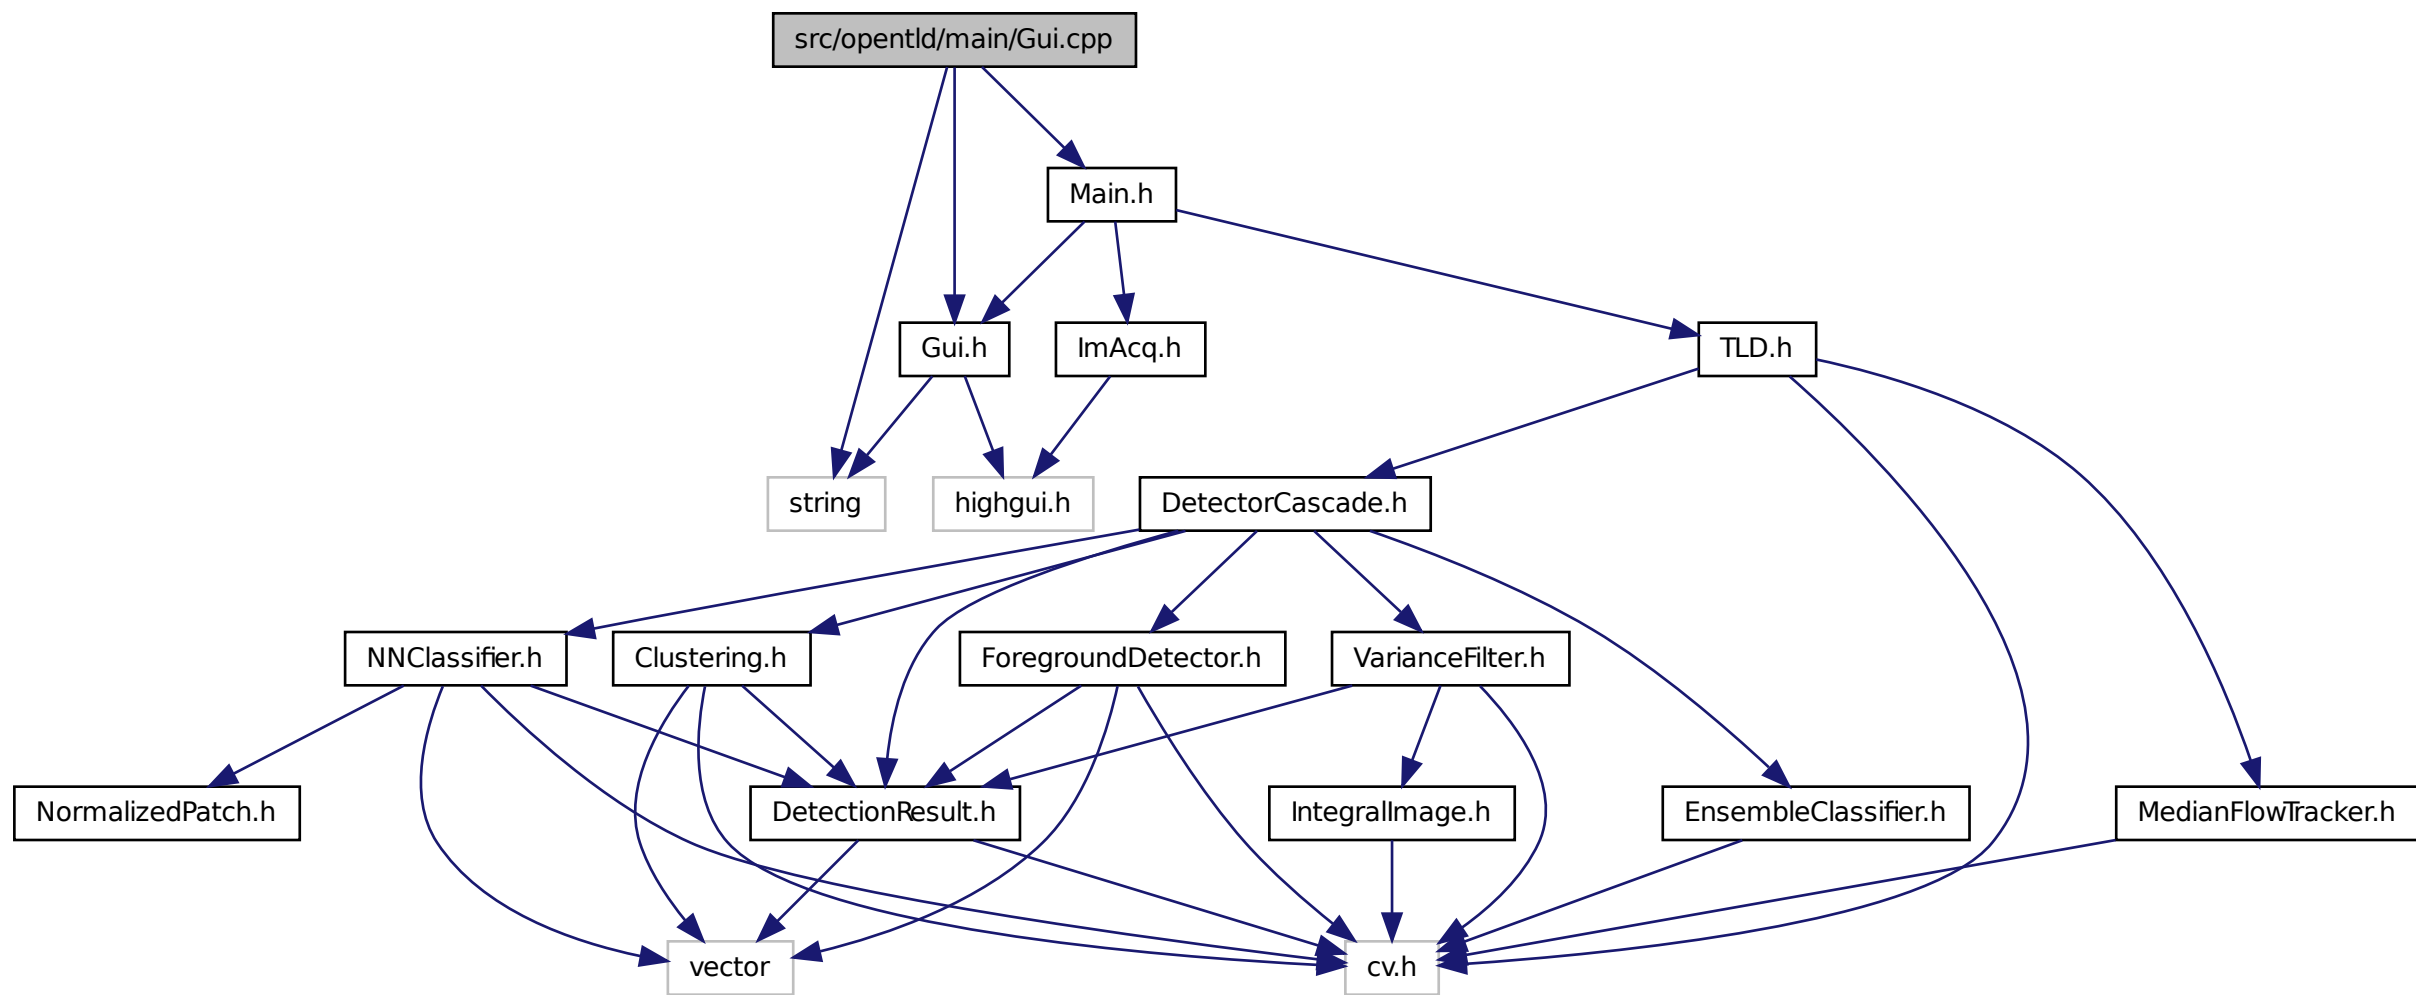 src/opentld/main/Gui.cpp
Main.h
Gui.h
ImAcq.h
TLD.h
string
highgui.h
DetectorCascade.h
NNClassifier.h
Clustering.h
ForegroundDetector.h
VarianceFilter.h
NormalizedPatch.h
DetectionResult.h
IntegralImage.h
EnsembleClassifier.h
MedianFlowTracker.h
vector
cv.h